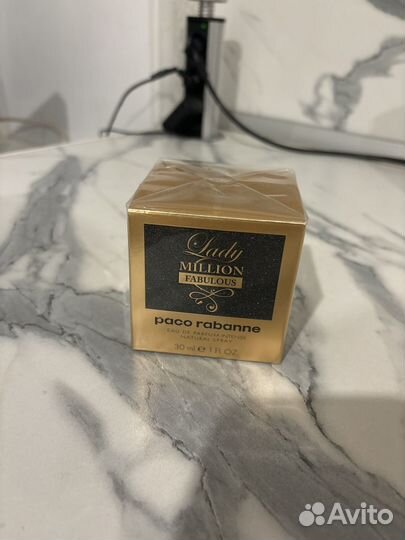 Lady
MILLION
FABULOUS
paco rabanne
EAU DE PARFUM INTENSE
NATURAL SPRAY
30 ml e 1 FL.OZ.
Avito